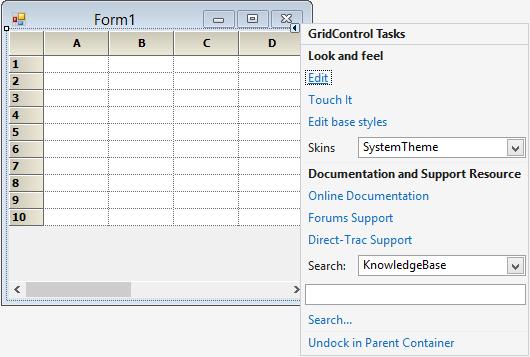 Form1
A B C D
1
2
3
4
5
6
7
8
9
10
GridControl Tasks
Look and feel
Edit
Touch It
Edit base styles
Skins SystemTheme
Documentation and Support Resource
Online Documentation
Forums Support
Direct-Trac Support
Search: KnowledgeBase
Search...
Undock in Parent Container